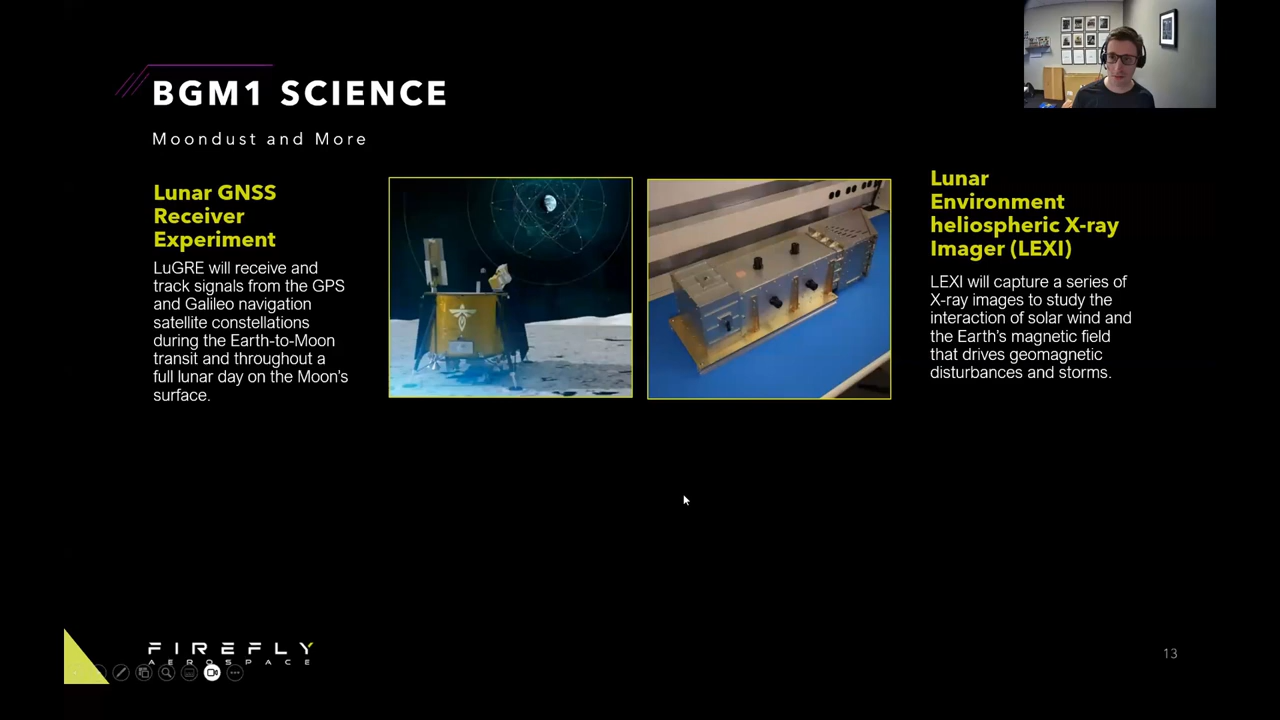 BGM1 SCIENCE
Moondust and More
Lunar GNSS
Receiver
Experiment
LuGRE will receive and
track signals from the GPS
and Galileo navigation
satellite constellations
during the Earth-to-Moon
transit and throughout a
full lunar day on the Moon's
surface.
Lunar
Environment
heliospheric X-ray
Imager (LEXI)
LEXI will capture a series of
X-ray images to study the
interaction of solar wind and
the Earth's magnetic field
that drives geomagnetic
disturbances and storms.
FIREFLY
AEROSPACE
13